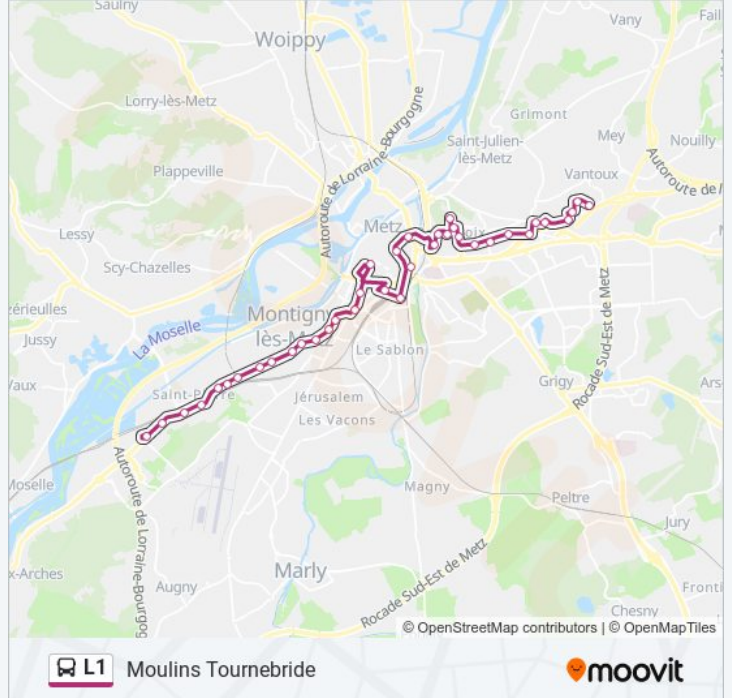 Saulny
Vany
Fail
Woippy
Lorry-lès-Metz
Autoroute de Lorraine-Bourgogne
Grimont
Saint-Julien-
lès-Metz
Mey
Nouilly
Plappeville
Vantoux
Autoroute de l
Lessy
Metz
oix
Scy-Chazelles
zérieulles
Jussy
La Moselle
Montigny
lès-Metz
Le Sablon
Rocade Sud-Est de Metz
Vaux
Saint-Privat
Jérusalem
Les Vacons
Grigy
Ars-
Moselle
Autoroute de Lorraine-Bourgog
Magny
Peltre
Jury
x-Arches
Augny
Marly
Rocade Sud-Est de Metz
Fronti
Chesny
© OpenStreetMap contributors | © OpenMapTiles
L1
Moulins Tournebride
moovit